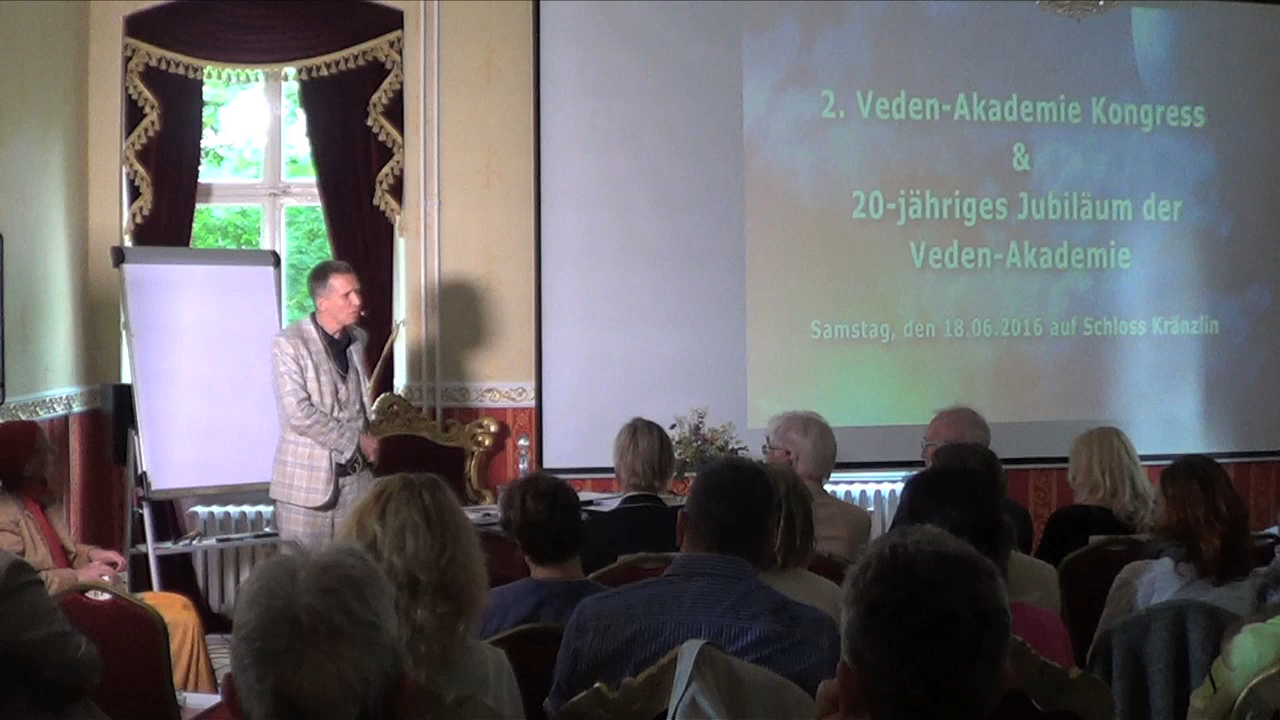 2. Veden-Akademie Kongress
&
20-jähriges Jubiläum der
Veden-Akademie
Samstag, den 18.06.2016 auf Schloss Kränzlin